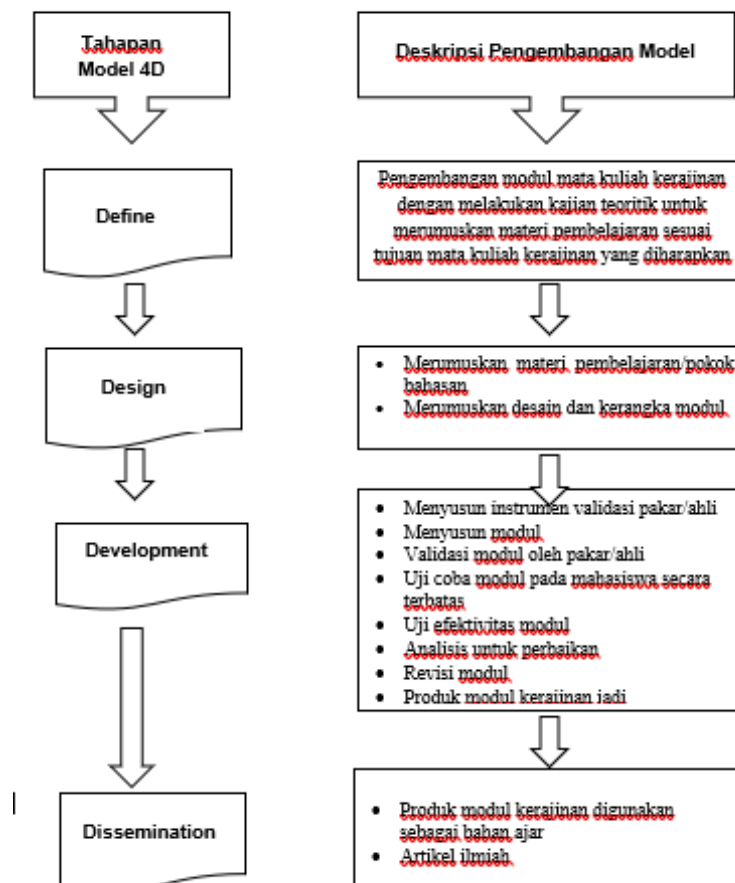 Tahapan
Model 4D
Deskripsi Pengembangan Model
Define
Pengembangan modul mata kuliah kerajinan
dengan melakukan kajian teoritik untuk
merumuskan materi pembelajaran sesuai
tujuan mata kuliah kerajinan yang diharapkan
Design
• Merumuskan materi pembelajaran/pokok
bahasan
• Merumuskan desain dan kerangka modul
Development
• Menyusun instrumen validasi pakar/ahli
• Menyusun modul
• Validasi modul oleh pakar/ahli
• Uji coba modul pada mahasiswa secara
terbatas
• Uji efektivitas modul
• Analisis untuk perbaikan
• Revisi modul
• Produk modul kerajinan jadi
Dissemination
• Produk modul kerajinan digunakan
sebagai bahan ajar
• Artikel ilmiah